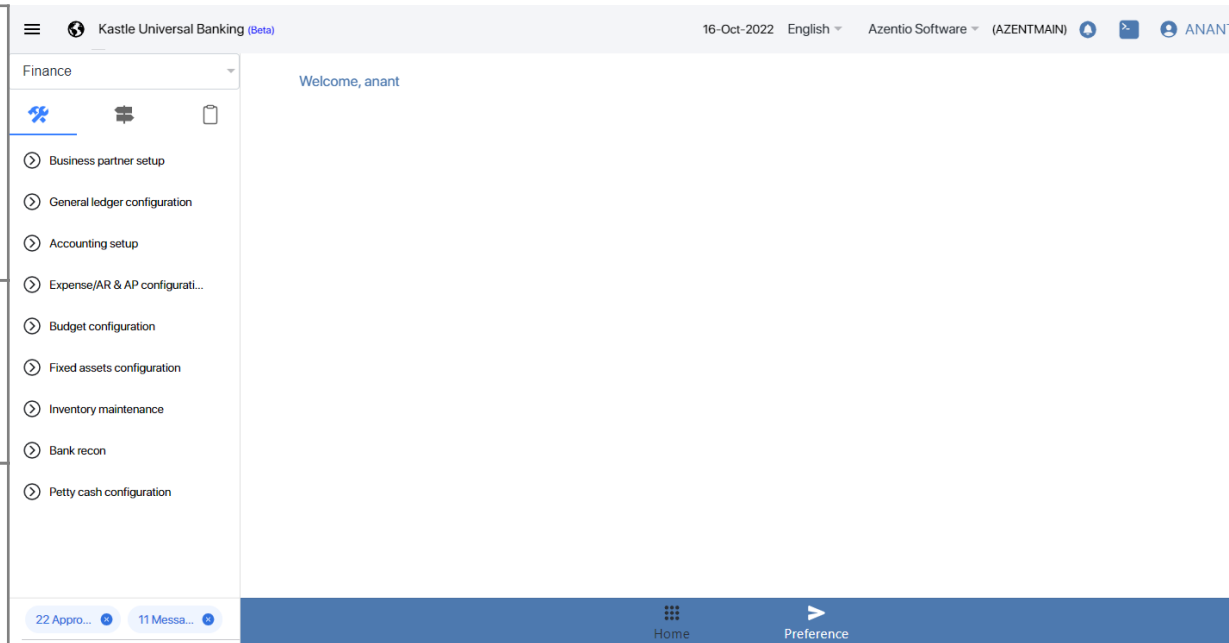 Kastle Universal Banking (Beta)
16-Oct-2022 English Azentio Software (AZENTMAIN) ANANT
Finance
Welcome, anant
Business partner setup
General ledger configuration
Accounting setup
Expense/AR & AP configurati...
Budget configuration
Fixed assets configuration
Inventory maintenance
Bank recon
Petty cash configuration
22 Appro... 11 Messa...
Home Preference